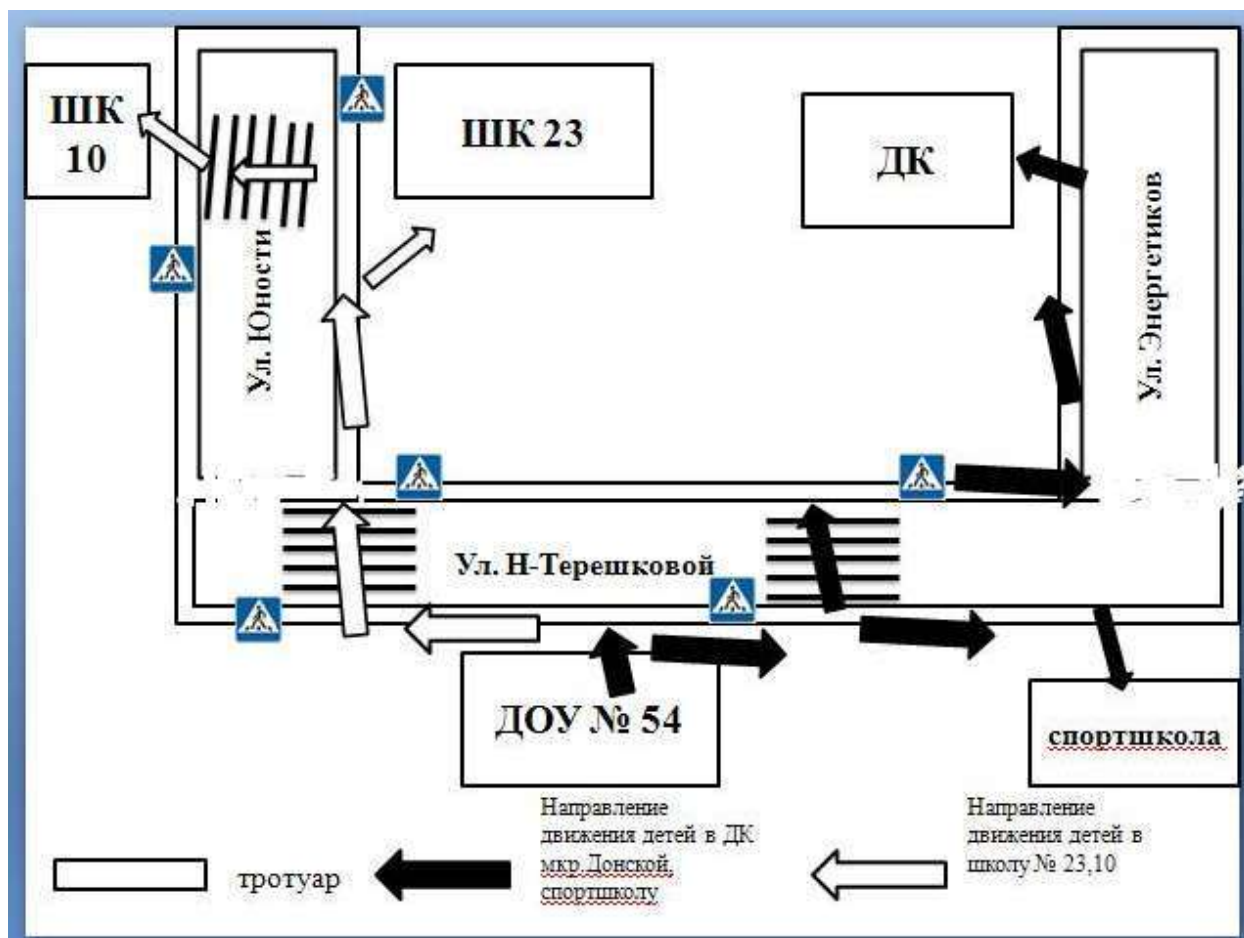 ШК
10
ШК 23
ДК
Ул. Юности
Ул. Энергетиков
Ул. Н-Терешковой
ДОУ № 54
спортшкола
тротуар
Направление
движения детей в ДК
мкр.Донской,
спортшколу
Направление
движения детей в
школу № 23,10